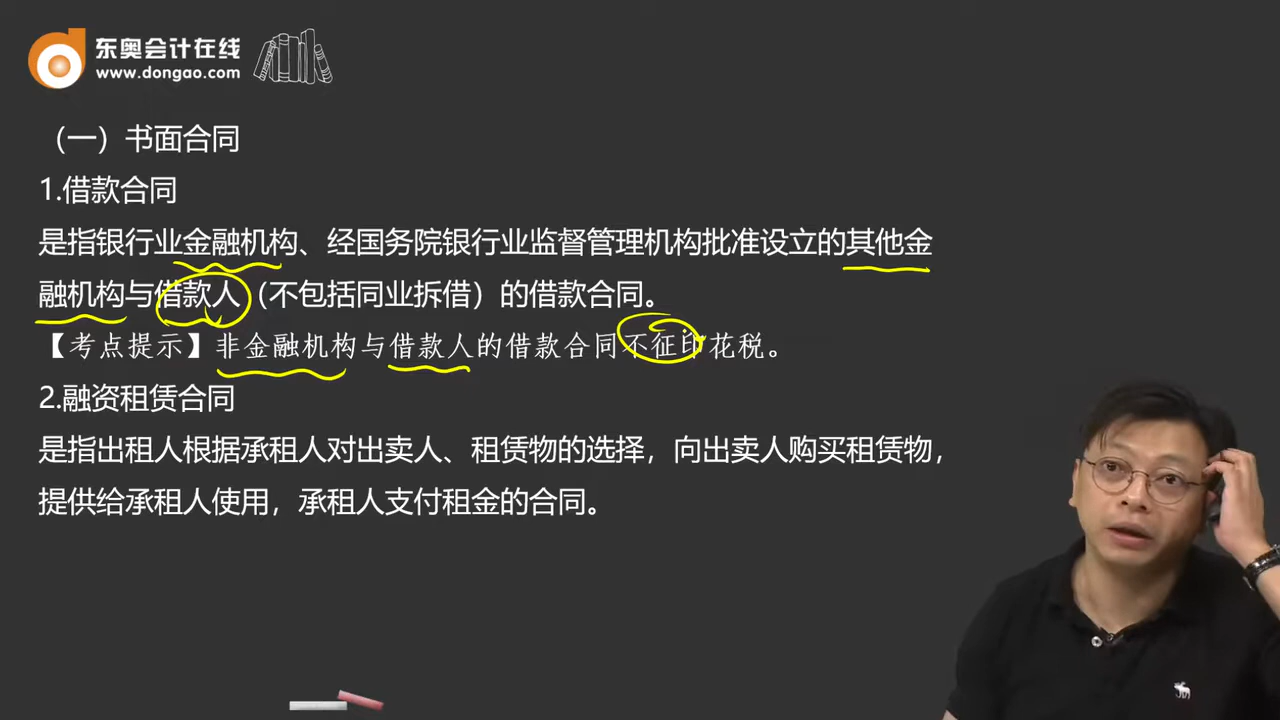 东奥会计在线
www.dongao.com
（一）书面合同
1.借款合同
是指银行业金融机构、经国务院银行业监督管理机构批准设立的其他金
融机构与借款人（不包括同业拆借）的借款合同。
【考点提示】非金融机构与借款人的借款合同不征印花税。
2.融资租赁合同
是指出租人根据承租人对出卖人、租赁物的选择，向出卖人购买租赁物，
提供给承租人使用，承租人支付租金的合同。